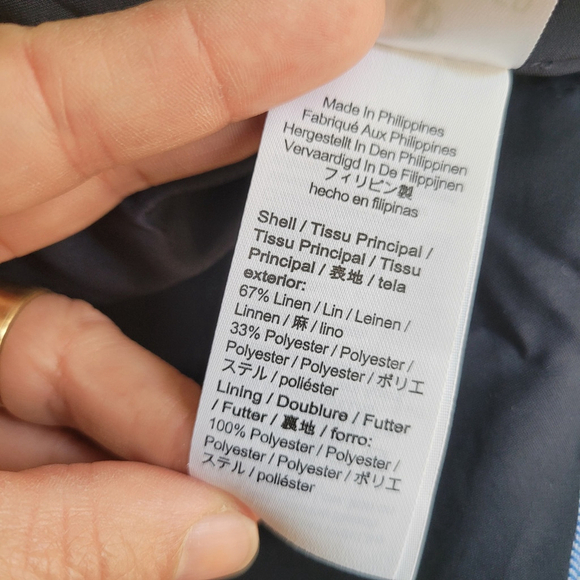 Made In Philippines
Fabriqué Aux Philippines
Hergestellt In Den Philippinen
Vervaardigd In De Filippijnen
フィリピン製
hecho en filipinas
Shell / Tissu Principal /
Tissu Principal / Tissu
Principal / 表地 / tela
exterior:
67% Linen / Lin / Leinen /
Linnen / 麻 / lino
33% Polyester / Polyester /
Polyester / Polyester / ポリエ
ステル / poliéster
Lining / Doublure / Futter
/ Futter / 裏地 / forro:
100% Polyester / Polyester /
Polyester / Polyester / ポリエ
ステル / poliéster